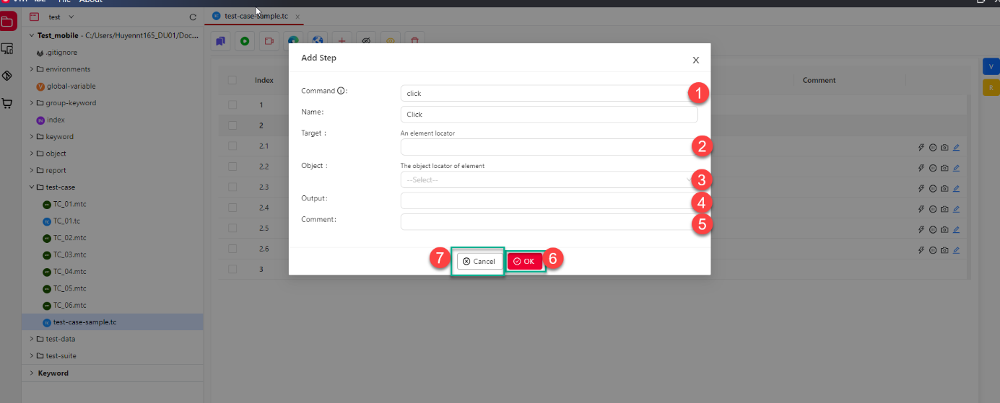 File About
test
test-case-sample.tc x
Test_mobile - C:/Users/Huyennt165_DU01/Doc...
.gitignore
environments
V global-variable
group-keyword
IN index
keyword
object
report
test-case
TC_01.mtc
TC TC_01.tc
TC_02.mtc
TC_03.mtc
TC_04.mtc
TC_05.mtc
TC_06.mtc
TC test-case-sample.tc
test-data
test-suite
Keyword
Index
Comment
1
2
2.1
2.2
2.3
2.4
2.5
2.6
3
V
Add Step
X
Command :
click
1
Name:
Click
Target :
An element locator
2
Object :
The object locator of element
--Select--
3
Output:
4
Comment:
5
7
Cancel
OK
6